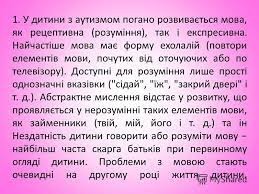 1. У дитини з аутизмом погано розвивається мова,
як рецептивна (розуміння), так і експресивна.
Найчастіше мова має форму ехолалій (повтори
елементів мови, почутих від оточуючих або по
телевізору). Доступні для розуміння лише прості
однозначні вказівки ("сідай", "їж", "закрий двері" і
т. д.). Абстрактне мислення відстає у розвитку, що
проявляється у нерозумінні таких елементів мови,
як займенники (твій, мій, його і т. д.) та ін
Нездатність дитини говорити або розуміти мову −
найбільш часта скарга батьків при первинному
огляді дитини. Проблеми з мовою стають
очевидні на другому році життя дитини.
MyShared